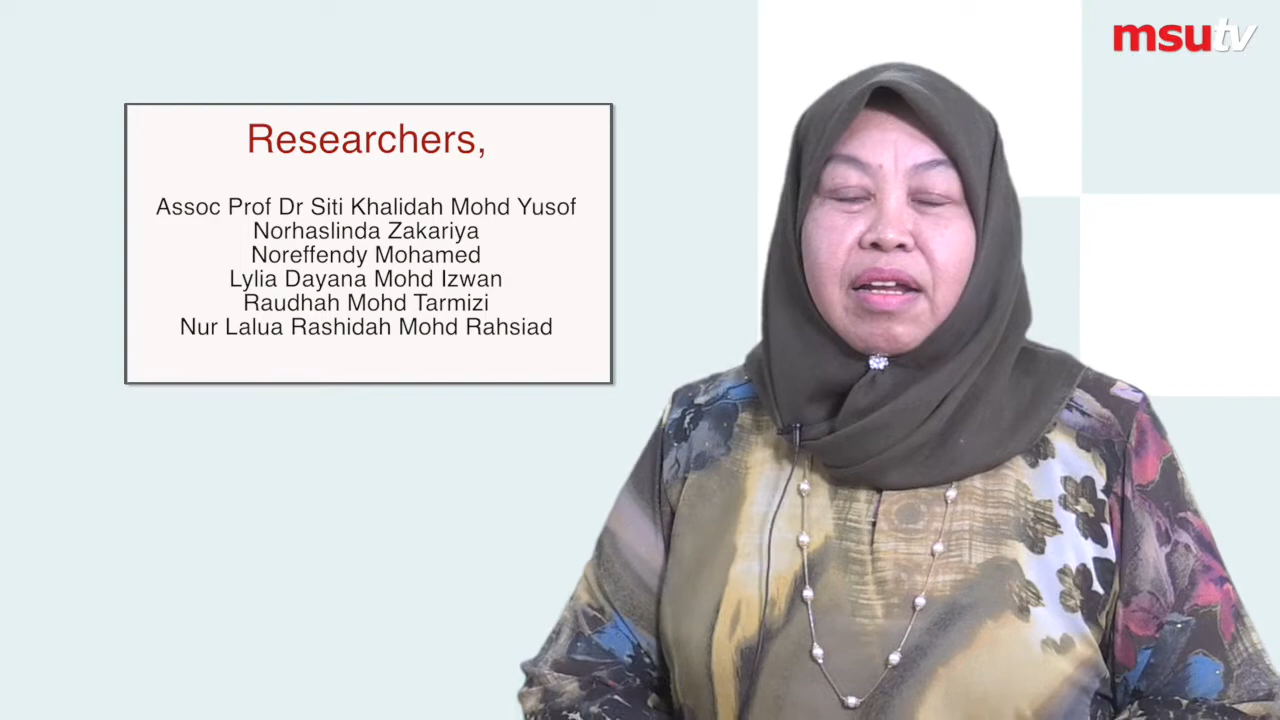 msutv
Researchers,
Assoc Prof Dr Siti Khalidah Mohd Yusof
Norhaslinda Zakariya
Noreffendy Mohamed
Lylia Dayana Mohd Izwan
Raudhah Mohd Tarmizi
Nur Lalua Rashidah Mohd Rahsiad